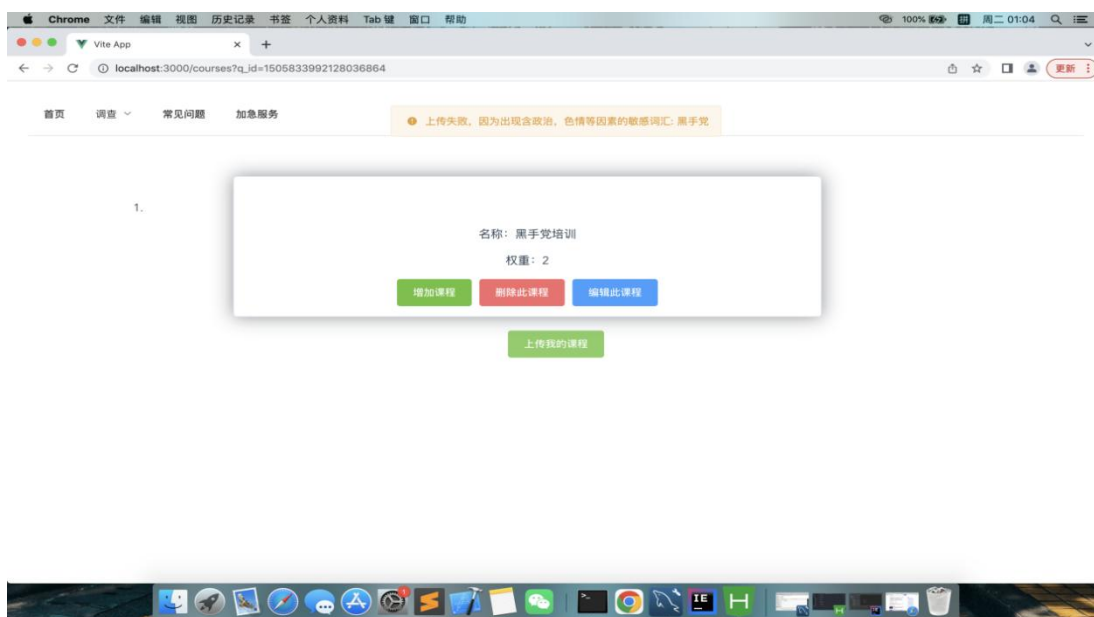 Chrome 文件 编辑 视图 历史记录 书签 个人资料 Tab 键 窗口 帮助 100% 周二 01:04
Vite App
localhost:3000/courses?q_id=1505833992128036864 更新
首页 调查 常见问题 加急服务
上传失败，因为出现含政治，色情等因素的敏感词汇: 黑手党
1、
名称：黑手党培训
权重：2
增加课程 删除此课程 编辑此课程
上传我的课程
IE H